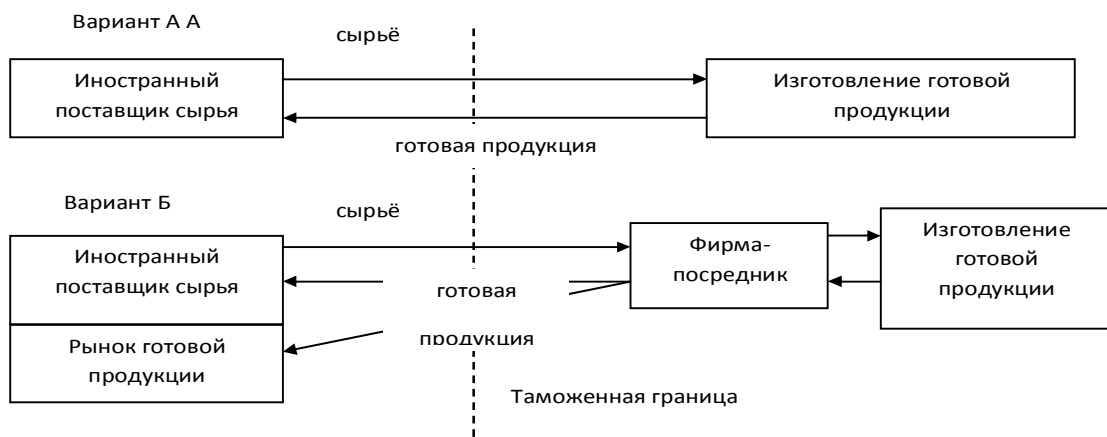 Вариант А А
сырьё
Иностранный
поставщик сырья
Изготовление готовой
продукции
готовая продукция
Вариант Б
сырьё
Иностранный
поставщик сырья
Фирма-
посредник
Изготовление
готовой
продукции
готовая
продукция
Рынок готовой
продукции
Таможенная граница